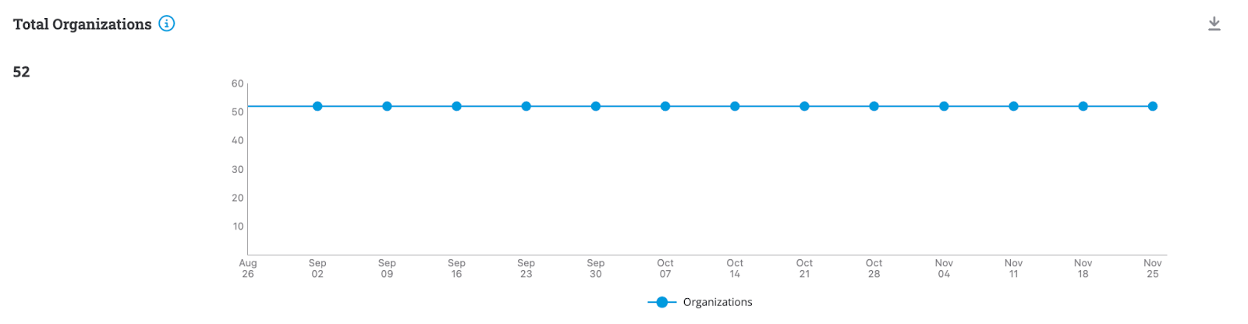 Total Organizations
52
60
50
40
30
20
10
Aug Sep Sep Sep Sep Sep Oct Oct Oct Oct Nov Nov Nov Nov
26 02 09 16 23 30 07 14 21 28 04 11 18 25
Organizations